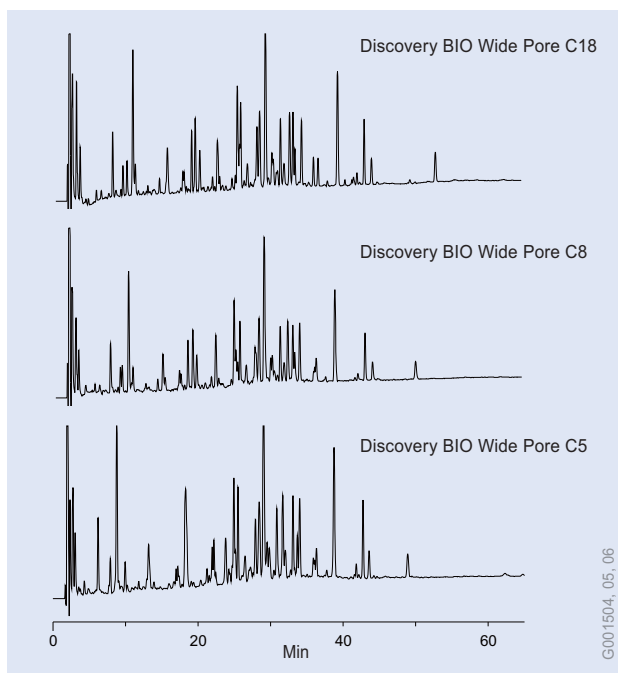 Discovery BIO Wide Pore C18
Discovery BIO Wide Pore C8
Discovery BIO Wide Pore C5
0 20 40 60
Min
G001504, 05, 06